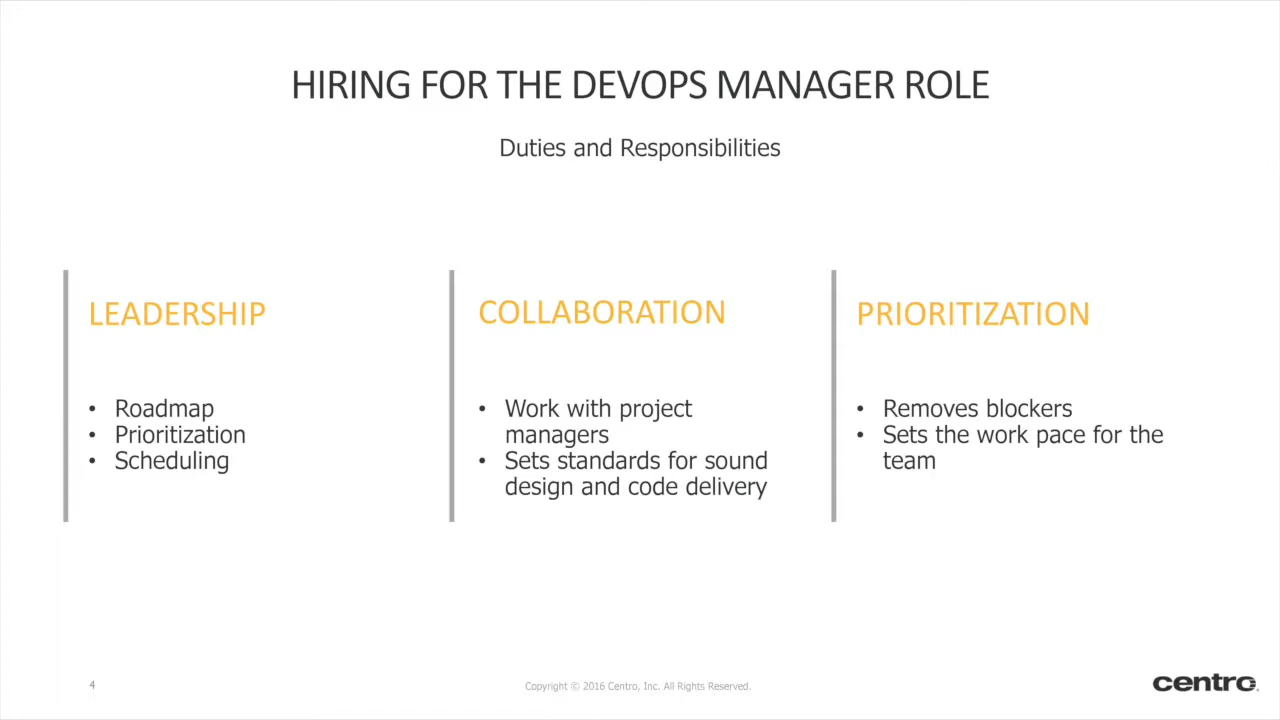 HIRING FOR THE DEVOPS MANAGER ROLE
Duties and Responsibilities
LEADERSHIP
• Roadmap
• Prioritization
• Scheduling
COLLABORATION
• Work with project
managers
• Sets standards for sound
design and code delivery
PRIORITIZATION
• Removes blockers
• Sets the work pace for the
team
4
Copyright © 2016 Centro, Inc. All Rights Reserved.
centro